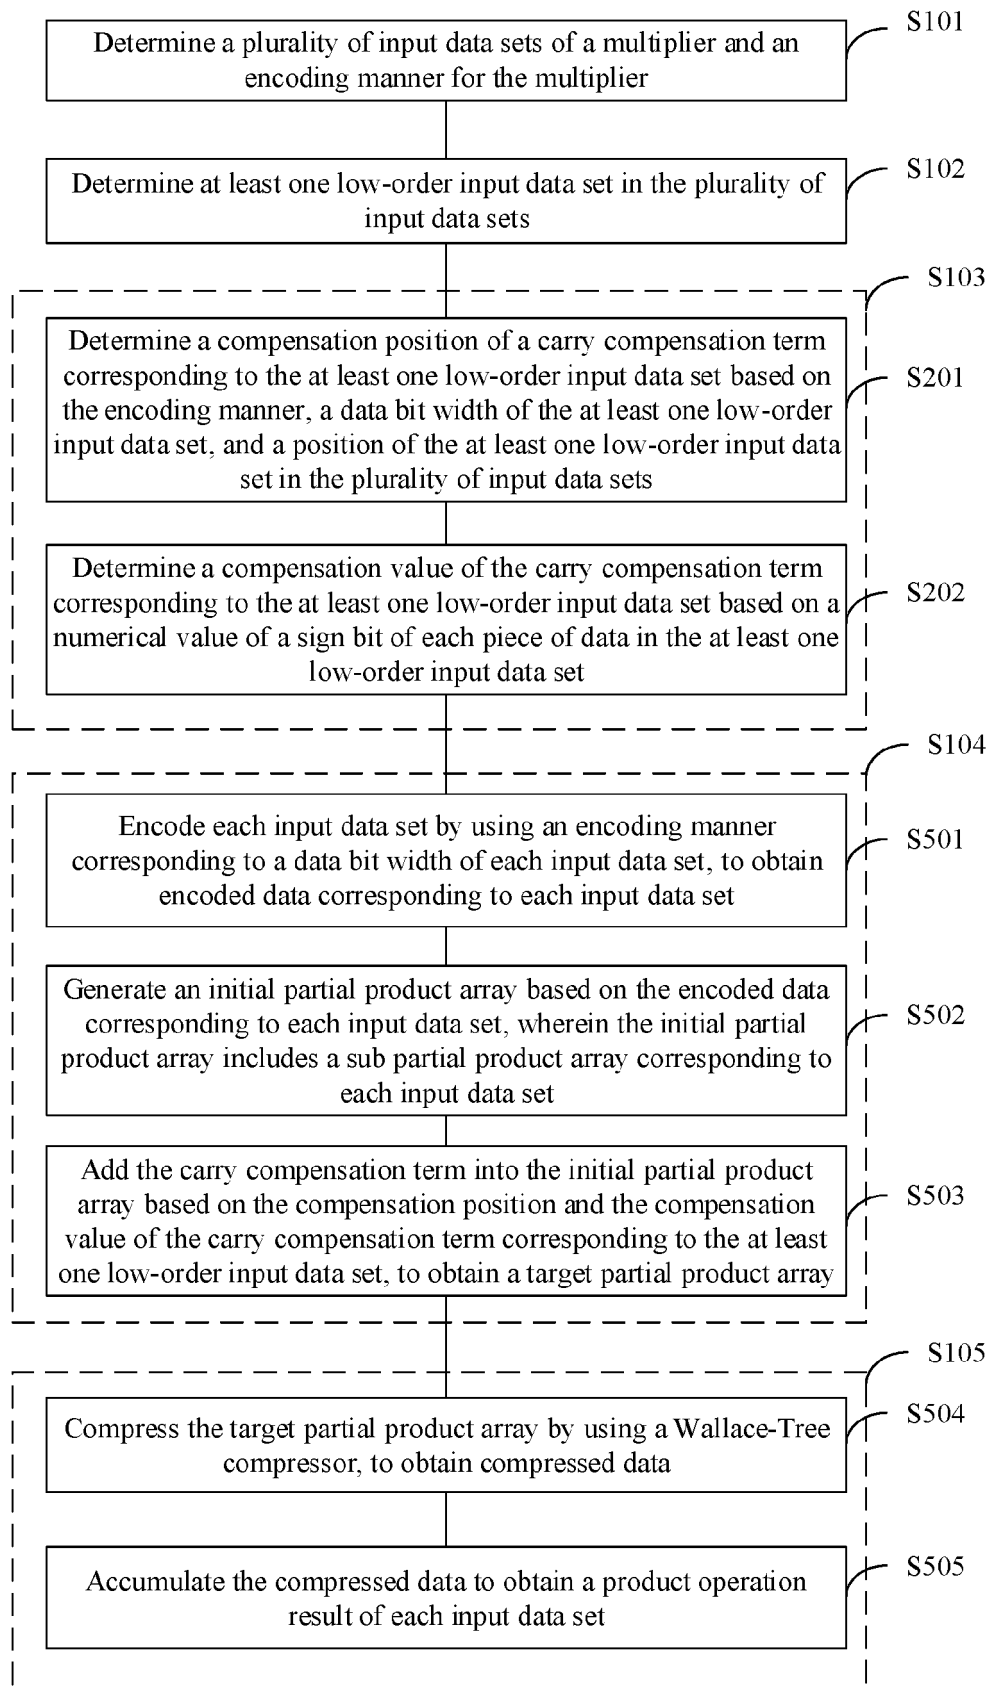 S101
Determine a plurality of input data sets of a multiplier and an
encoding manner for the multiplier
S102
Determine at least one low-order input data set in the plurality of
input data sets
S103
Determine a compensation position of a carry compensation term
corresponding to the at least one low-order input data set based on
the encoding manner, a data bit width of the at least one low-order
input data set, and a position of the at least one low-order input data
set in the plurality of input data sets
S201
Determine a compensation value of the carry compensation term
corresponding to the at least one low-order input data set based on a
numerical value of a sign bit of each piece of data in the at least one
low-order input data set
S202
S104
Encode each input data set by using an encoding manner
corresponding to a data bit width of each input data set, to obtain
encoded data corresponding to each input data set
S501
Generate an initial partial product array based on the encoded data
corresponding to each input data set, wherein the initial partial
product array includes a sub partial product array corresponding to
each input data set
S502
Add the carry compensation term into the initial partial product
array based on the compensation position and the compensation
value of the carry compensation term corresponding to the at least
one low-order input data set, to obtain a target partial product array
S503
S105
Compress the target partial product array by using a Wallace-Tree
compressor, to obtain compressed data
S504
Accumulate the compressed data to obtain a product operation
result of each input data set
S505